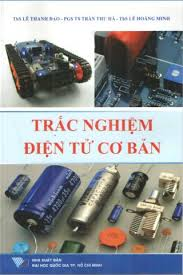 ThS LÊ THANH ĐẠO - PGS TS TRẦN THU HÀ - ThS LÊ HOÀNG MINH
TRẮC NGHIỆM
ĐIỆN TỬ CƠ BẢN
NHÀ XUẤT BẢN
ĐẠI HỌC QUỐC GIA TP. HỒ CHÍ MINH